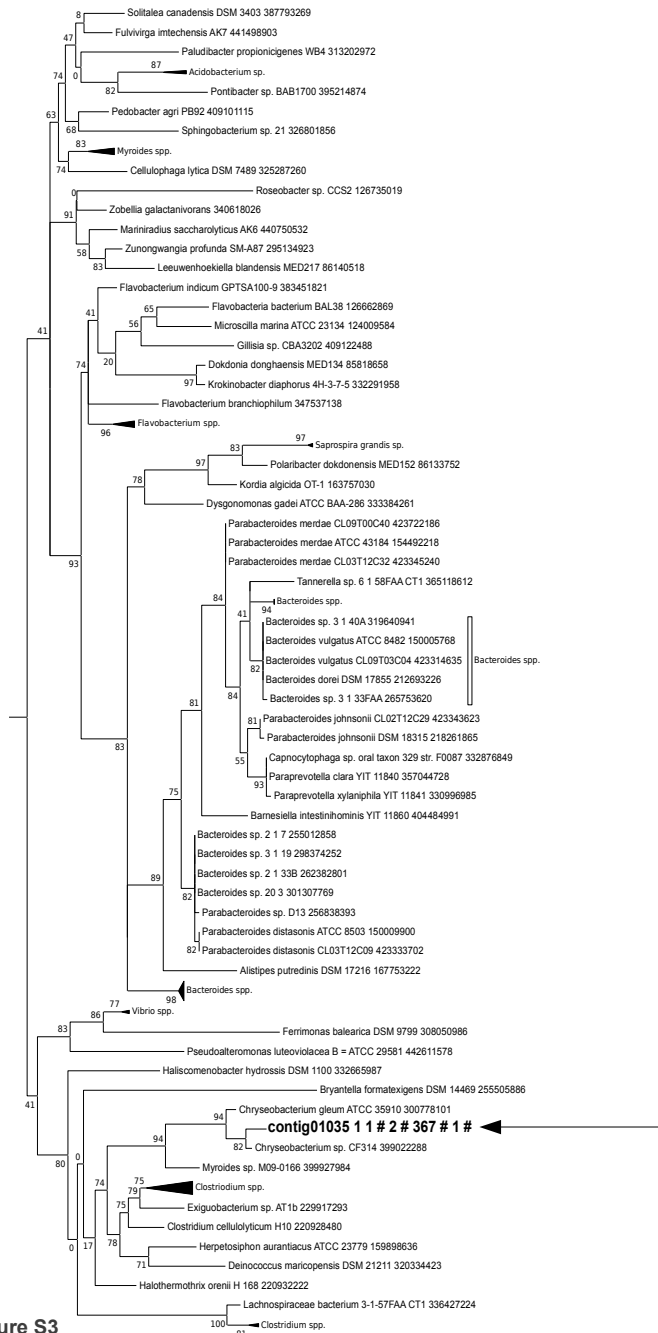 8 Solitalea canadensis DSM 3403 387793269
47 Fulvivirga imtechensis AK7 441498903
Paludibacter propionicigenes WB4 313202972
74 0 87 Acidobacterium sp.
82 Pontibacter sp. BAB1700 395214874
63 Pedobacter agri PB92 409101115
68 Sphingobacterium sp. 21 326801856
83 Myroides spp.
74 Cellulophaga lytica DSM 7489 325287260
0 Roseobacter sp. CCS2 126735019
91 Zobellia galactanivorans 340618026
Mariniradius saccharolyticus AK6 440750532
58 Zunongwangia profunda SM-A87 295134923
83 Leeuwenhoekiella blandensis MED217 86140518
Flavobacterium indicum GPTSA100-9 383451821
41 65 Flavobacteria bacterium BAL38 126662869
41 56 Microscilla marina ATCC 23134 124009584
Gillisia sp. CBA3202 409122488
74 20 Dokdonia donghaensis MED134 85818658
97 Krokinobacter diaphorus 4H-3-7-5 332291958
Flavobacterium branchiophilum 347537138
96 Flavobacterium spp.
83 97 Saprospira grandis sp.
97 Polaribacter dokdonensis MED152 86133752
78 Kordia algicida OT-1 163757030
Dysgonomonas gadei ATCC BAA-286 333384261
Parabacteroides merdae CL09T00C40 423722186
Parabacteroides merdae ATCC 43184 154492218
93 Parabacteroides merdae CL03T12C32 423345240
Tannerella sp. 6 1 58FAA CT1 365118612
84 94 Bacteroides spp.
41 Bacteroides sp. 3 1 40A 319640941
Bacteroides vulgatus ATCC 8482 150005768
82 Bacteroides vulgatus CL09T03C04 423314635 Bacteroides spp.
Bacteroides dorei DSM 17855 212693226
84 Bacteroides sp. 3 1 33FAA 265753620
81 81 Parabacteroides johnsonii CL02T12C29 423343623
Parabacteroides johnsonii DSM 18315 218261865
83 55 Capnocytophaga sp. oral taxon 329 str. F0087 332876849
93 Paraprevotella clara YIT 11840 357044728
75 Paraprevotella xylaniphila YIT 11841 330996985
Barnesiella intestinihominis YIT 11860 404484991
Bacteroides sp. 2 1 7 255012858
Bacteroides sp. 3 1 19 298374252
89 Bacteroides sp. 2 1 33B 262382801
82 Bacteroides sp. 20 3 301307769
Parabacteroides sp. D13 256838393
Parabacteroides distasonis ATCC 8503 150009900
82 Parabacteroides distasonis CL03T12C09 423333702
Alistipes putredinis DSM 17216 167753222
98 Bacteroides spp.
77 Vibrio spp.
86 Ferrimonas balearica DSM 9799 308050986
83 Pseudoalteromonas luteoviolacea B = ATCC 29581 442611578
Haliscomenobacter hydrossis DSM 1100 332665987
41 Bryantella formatexigens DSM 14469 255505886
94 Chryseobacterium gleum ATCC 35910 300778101
contig01035 1 1 # 2 # 367 # 1 #
94 82 Chryseobacterium sp. CF314 399022288
80 0 Myroides sp. M09-0166 399927984
74 75 Clostriodium spp.
75 79 Exiguobacterium sp. AT1b 229917293
Clostridium cellulolyticum H10 220928480
0 17 78 Herpetosiphon aurantiacus ATCC 23779 159898636
71 Deinococcus maricopensis DSM 21211 320334423
Halothermothrix orenii H 168 220932222
Lachnospiraceae bacterium 3-1-57FAA CT1 336427224
100 Clostridium spp.
ure S3